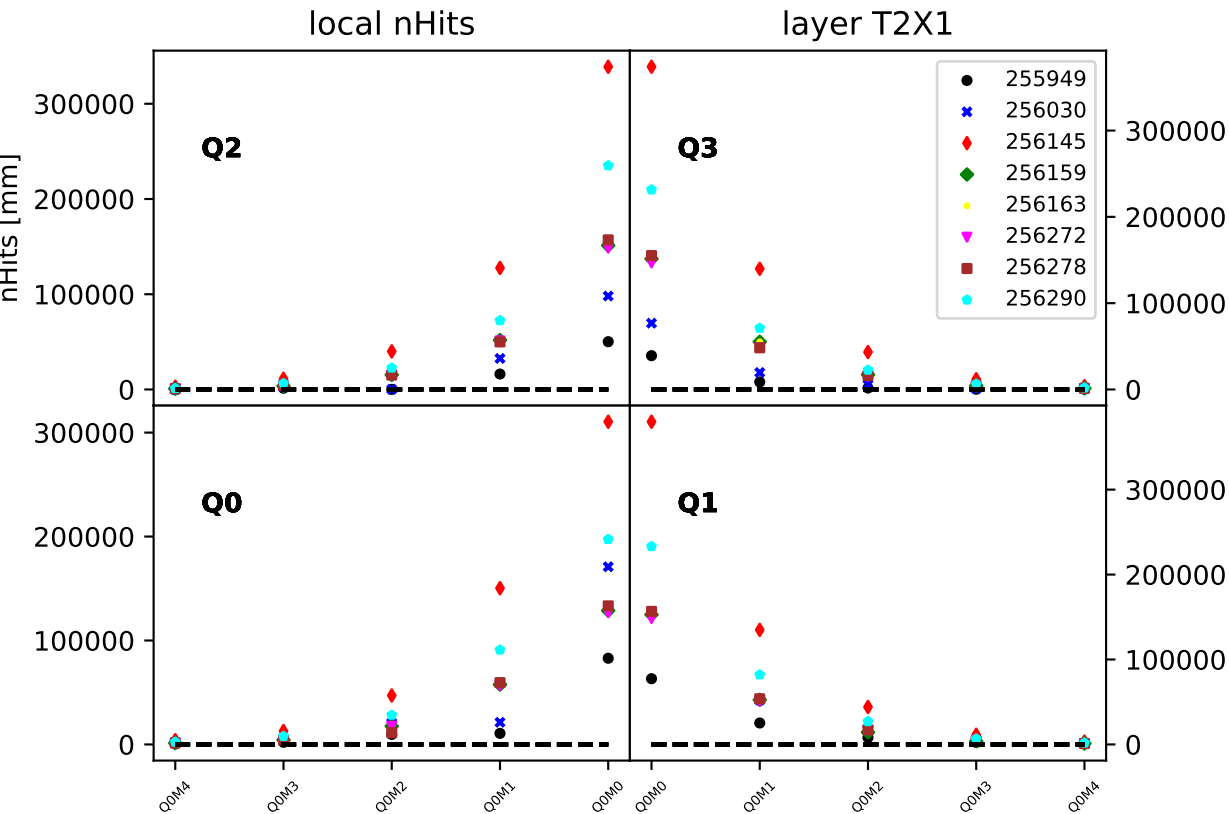 local nHits
layer T2X1
nHits [mm]
300000
200000
100000
0
Q2
Q3
255949
256030
256145
256159
256163
256272
256278
256290
300000
200000
100000
0
300000
200000
100000
0
Q0
Q1
300000
200000
100000
0
Q0M4
Q0M3
Q0M2
Q0M1
Q0M0
Q0M0
Q0M1
Q0M2
Q0M3
Q0M4